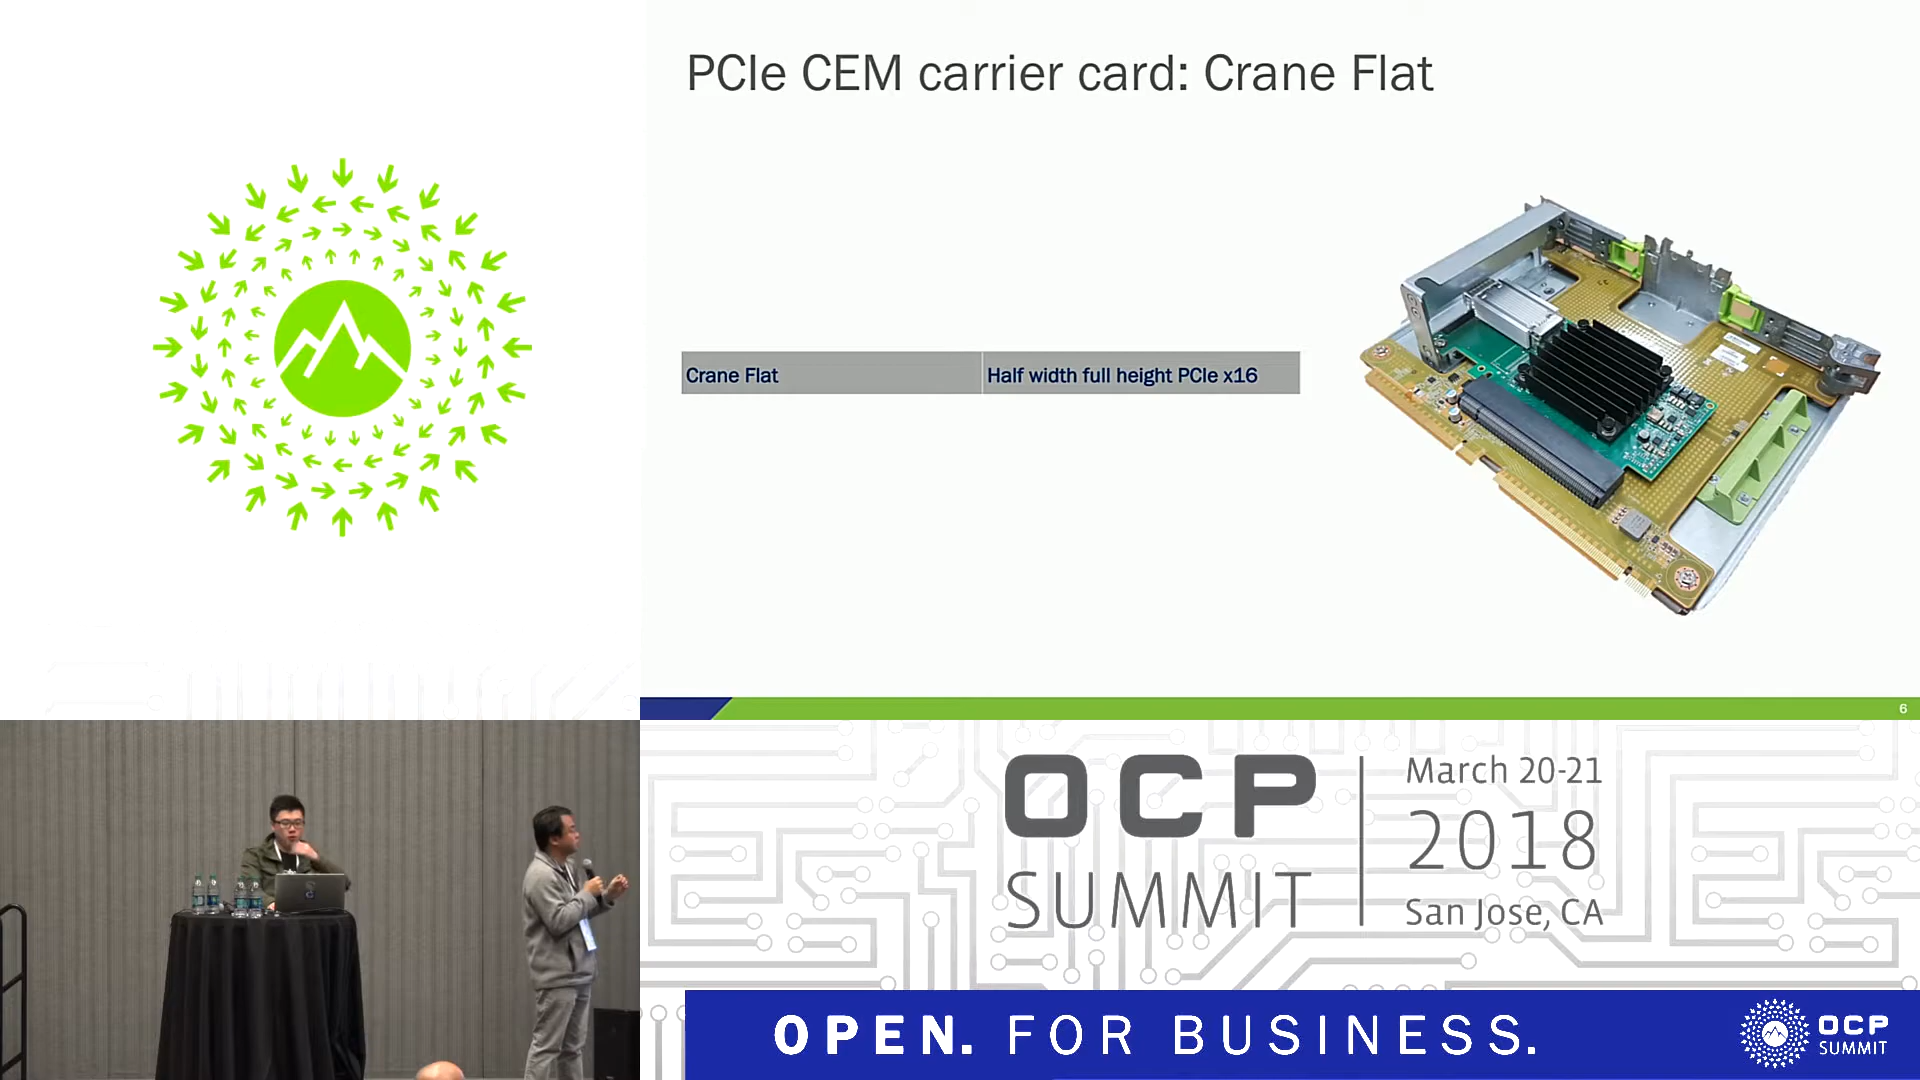 PCIe CEM carrier card: Crane Flat
Crane Flat
Half width full height PCIe x16
6
OCP
SUMMIT
March 20-21
2018
San Jose, CA
OPEN. FOR BUSINESS.
OCP
SUMMIT